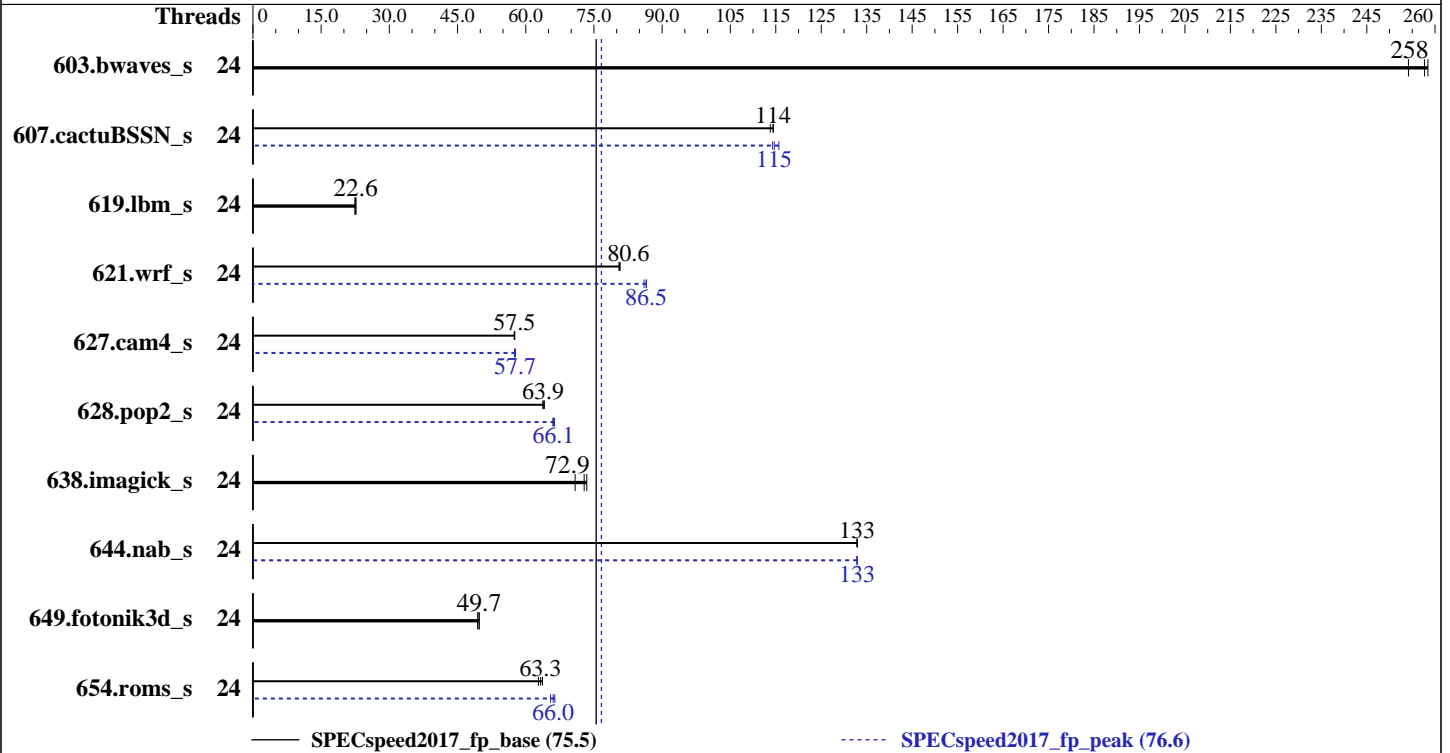 Threads 0 15.0 30.0 45.0 60.0 75.0 90.0 105 115 125 135 145 155 165 175 185 195 205 215 225 235 245 260
603.bwaves_s 24 258
607.cactuBSSN_s 24 114
115
619.lbm_s 24 22.6
621.wrf_s 24 80.6
86.5
627.cam4_s 24 57.5
57.7
628.pop2_s 24 63.9
66.1
638.imagick_s 24 72.9
644.nab_s 24 133
133
649.fotonik3d_s 24 49.7
654.roms_s 24 63.3
66.0
SPECspeed2017_fp_base (75.5) SPECspeed2017_fp_peak (76.6)